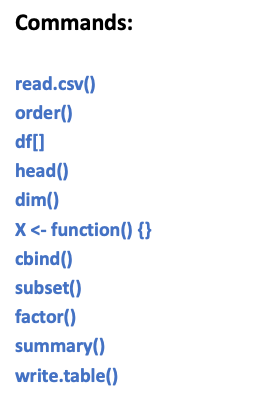 Commands:
read.csv()
order()
df[]
head()
dim()
X <- function() {}
cbind()
subset()
factor()
summary()
write.table()